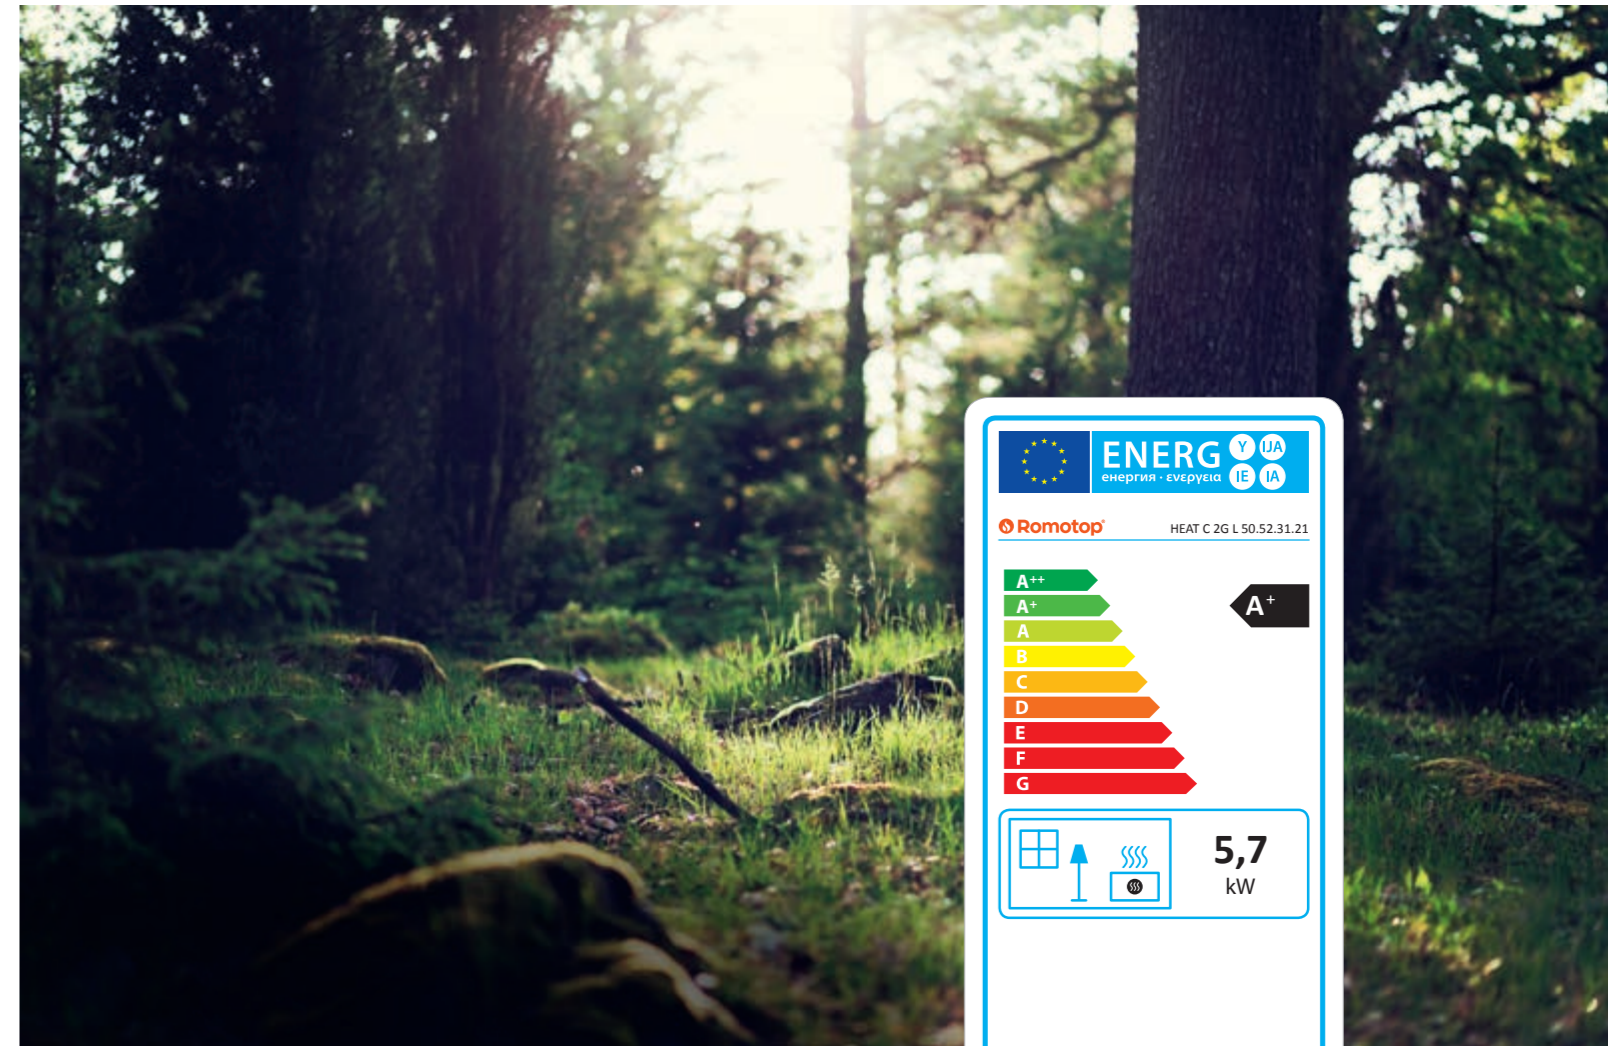 ENERG Y IJA
енергия · ενεργεια IE IA
Romotop® HEAT C 2G L 50.52.31.21
A++
A+ A+
A
B
C
D
E
F
G
5,7
kW